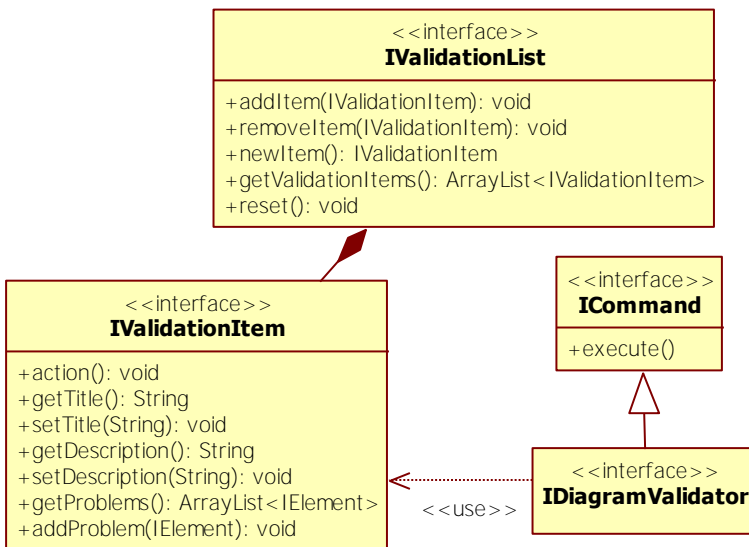 <<interface>>
IValidationList
+addItem(IValidationItem): void
+removeItem(IValidationItem): void
+newItem(): IValidationItem
+getValidationItems(): ArrayList<IValidationItem>
+reset(): void
<<interface>>
IValidationItem
+action(): void
+getTitle(): String
+setTitle(String): void
+getDescription(): String
+setDescription(String): void
+getProblems(): ArrayList<IElement>
+addProblem(IElement): void
<<interface>>
ICommand
+execute()
<<use>>
<<interface>>
IDiagramValidator